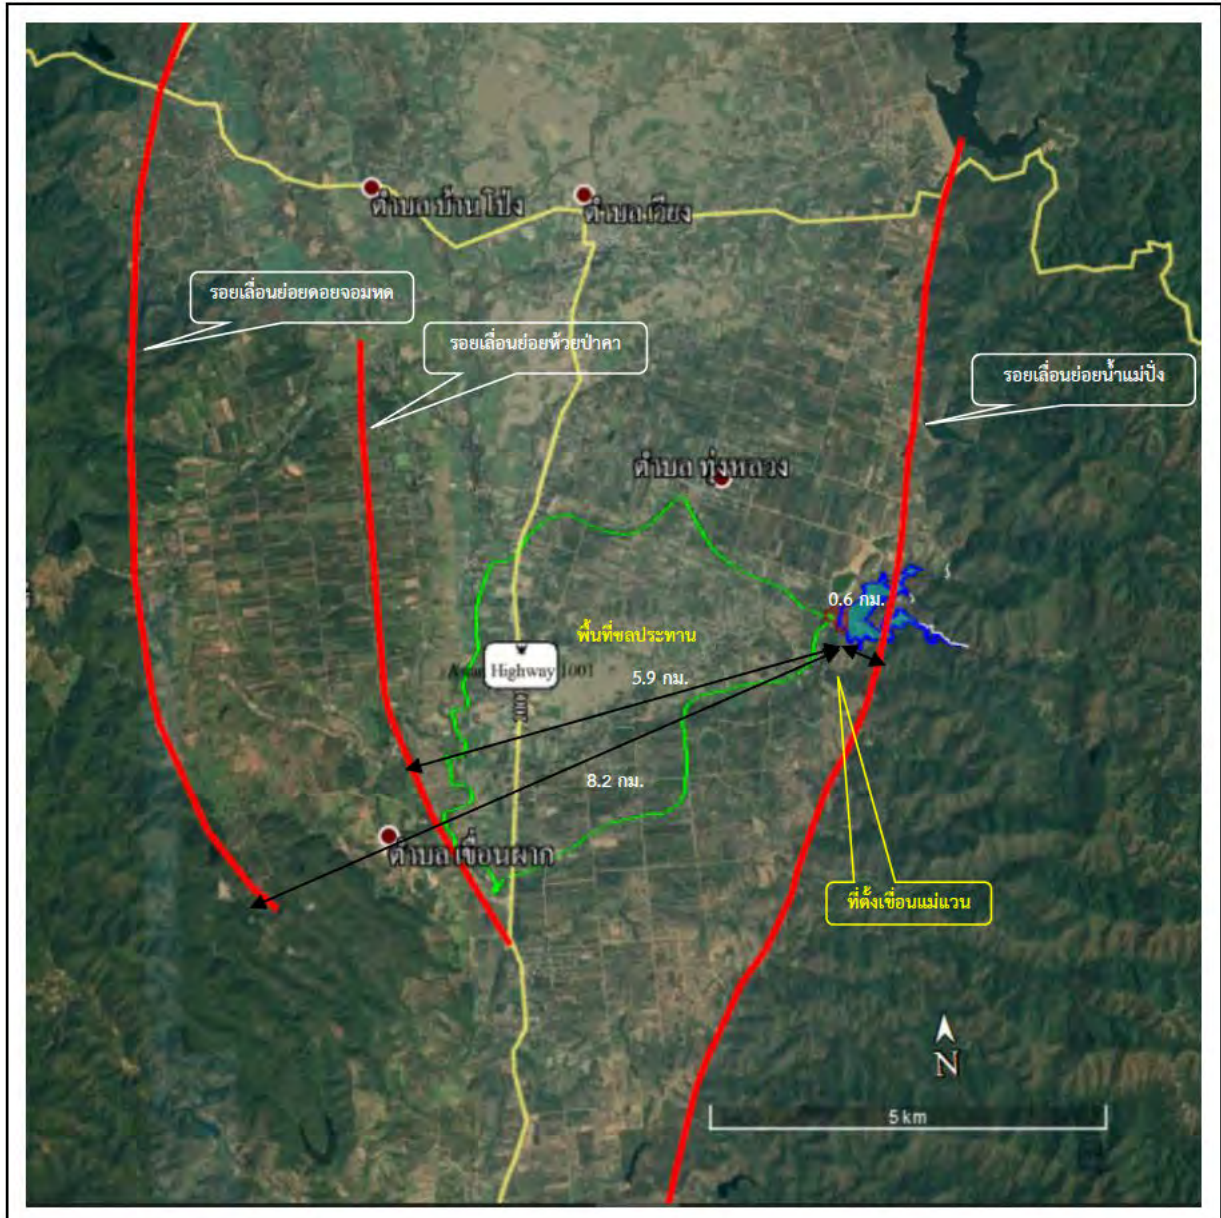 ตำบล บ้านโป่ง
ตำบล เวียง
รอยเลื่อนย่อยดอยจอมหด
รอยเลื่อนย่อยห้วยป่าคา
รอยเลื่อนย่อยน้ำแม่ปั๋ง
ตำบล ทุ่งหลวง
0.6 กม.
พื้นที่ชลประทาน
Highway 1001
5.9 กม.
8.2 กม.
ตำบล เขื่อนผาก
ที่ตั้งเขื่อนแม่แวน
N
5 km